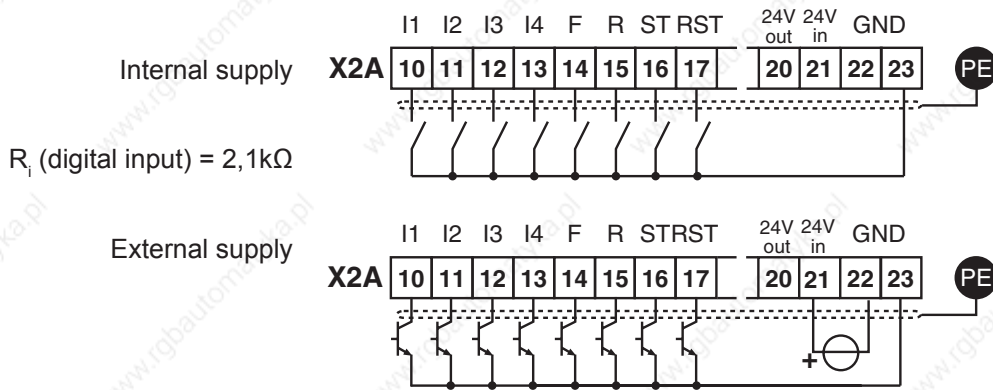 I1 I2 I3 I4 F R ST RST 24V out 24V in GND
Internal supply X2A 10 11 12 13 14 15 16 17 20 21 22 23 PE
Ri (digital input) = 2,1kΩ
I1 I2 I3 I4 F R STRST 24V out 24V in GND
External supply
X2A 10 11 12 13 14 15 16 17 20 21 22 23 PE
+
www.rgbautomatyka.pl